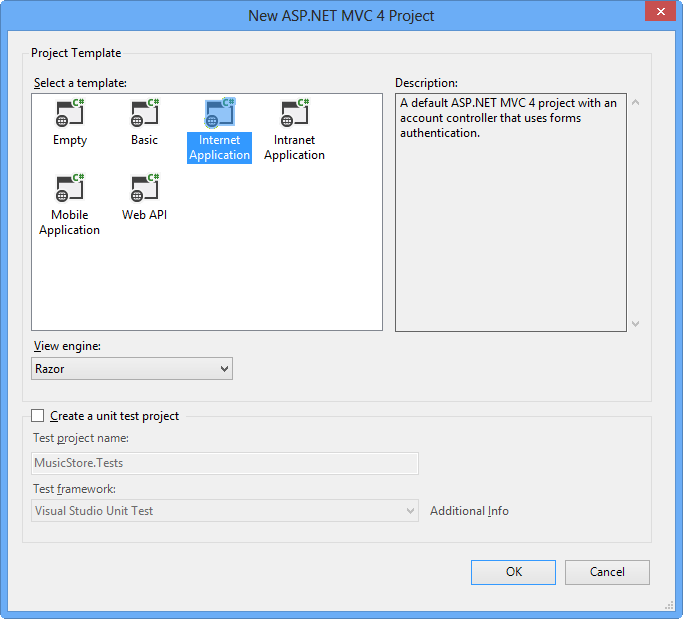 New ASP.NET MVC 4 Project
Project Template
Select a template:
Description:
C#
C#
C#
C#
Empty
Basic
Internet
Application
Intranet
Application
C#
C#
Mobile
Application
Web API
A default ASP.NET MVC 4 project with an
account controller that uses forms
authentication.
View engine:
Razor
Create a unit test project
Test project name:
MusicStore.Tests
Test framework:
Visual Studio Unit Test
Additional Info
OK
Cancel